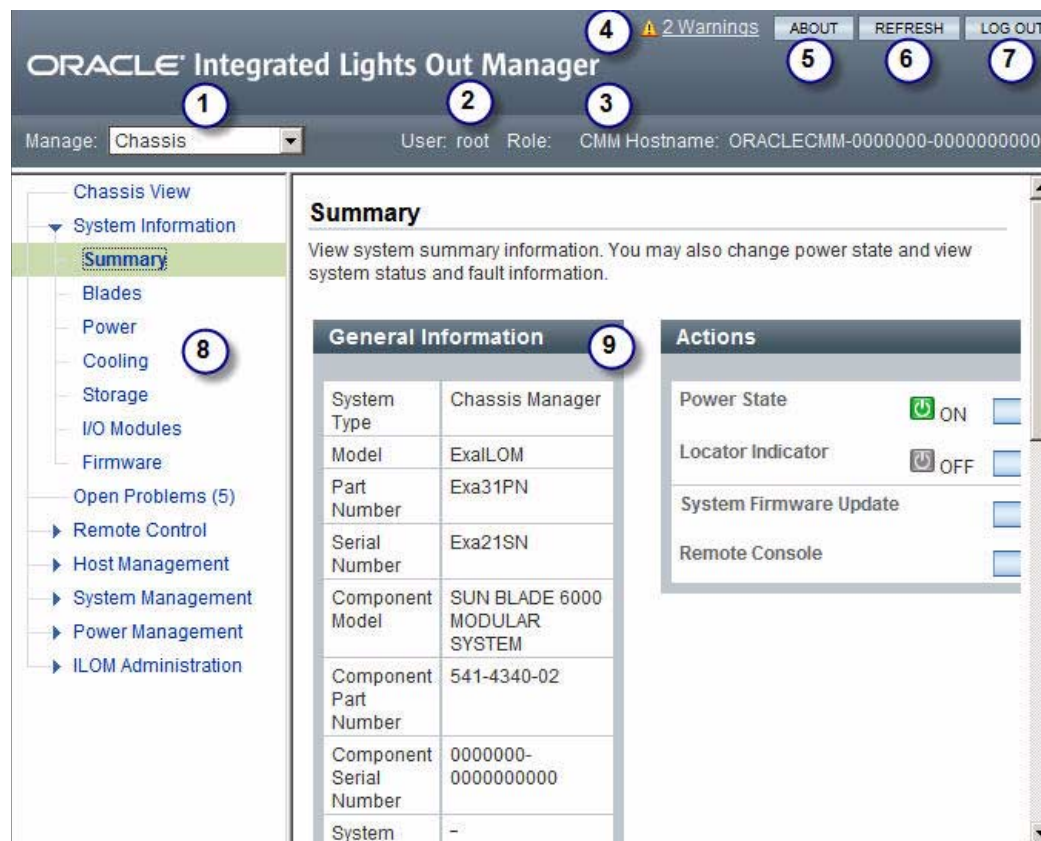 4 2 Warnings ABOUT REFRESH LOG OUT
5 6 7
ORACLE Integrated Lights Out Manager
1 2 3
Manage: Chassis User: root Role: CMM Hostname: ORACLECMM-0000000-0000000000
Chassis View
System Information
Summary
Blades
Power
Cooling
Storage
I/O Modules
Firmware
Open Problems (5)
Remote Control
Host Management
System Management
Power Management
ILOM Administration
8
Summary
View system summary information. You may also change power state and view
system status and fault information.
General Information 9
System Type Chassis Manager
Model ExaILOM
Part Number Exa31PN
Serial Number Exa21SN
Component Model SUN BLADE 6000 MODULAR SYSTEM
Component Part Number 541-4340-02
Component Serial Number 0000000-0000000000
System -
Actions
Power State ON
Locator Indicator OFF
System Firmware Update
Remote Console